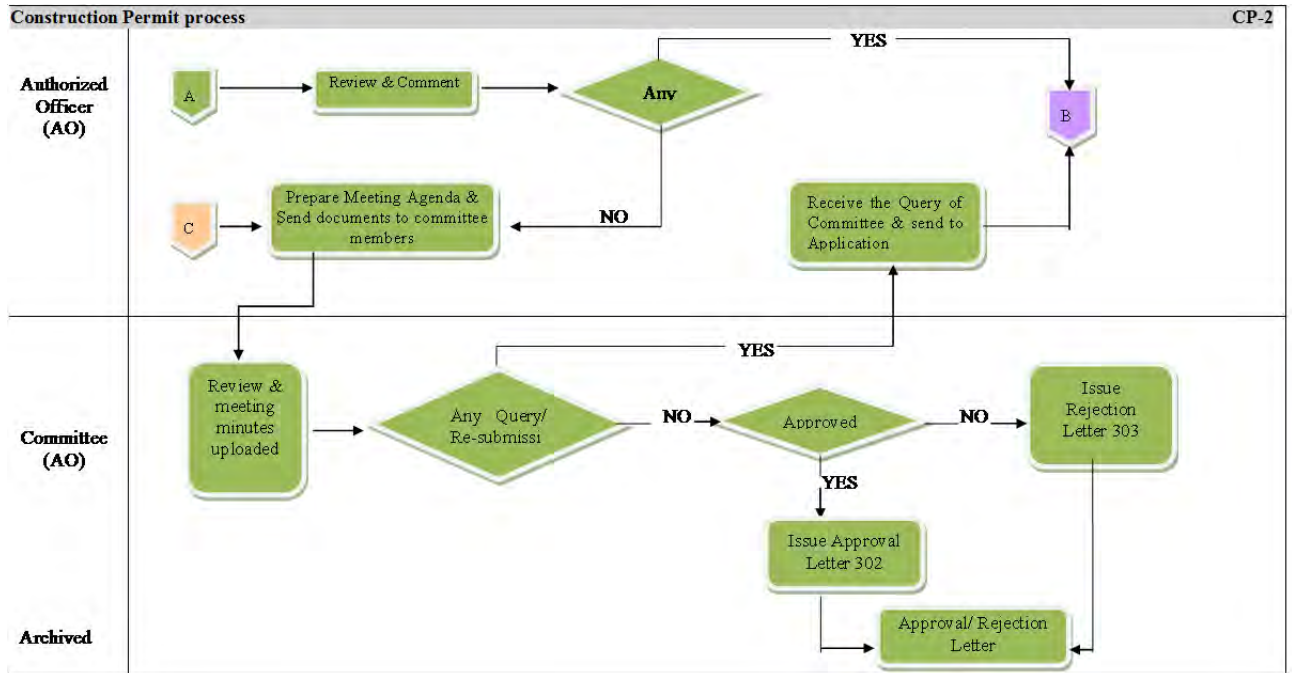 Construction Permit process CP-2
YES
Authorized
Officer
(AO)
A
Review & Comment
Any
B
C
Prepare Meeting Agenda &
Send documents to committee
members
NO
Receive the Query of
Committee & send to
Application
YES
Committee
(AO)
Review &
meeting
minutes
uploaded
Any Query/
Re-submissi
NO
Approved
NO
Issue
Rejection
Letter 303
YES
Issue Approval
Letter 302
Archived
Approval/ Rejection
Letter